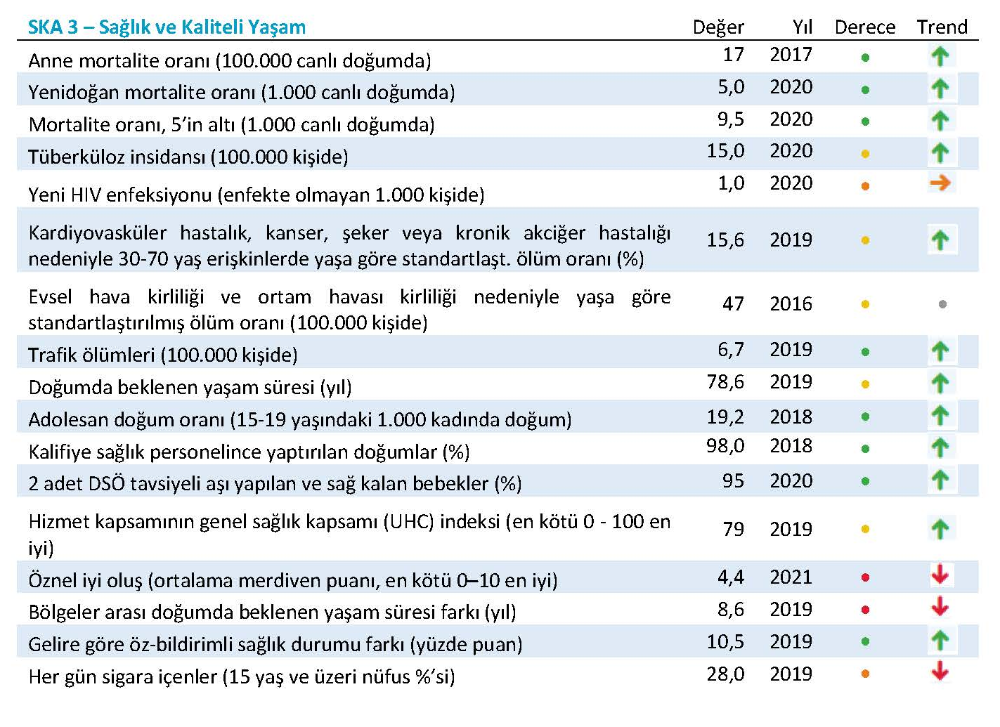 SKA 3 – Sağlık ve Kaliteli Yaşam Değer Yıl Derece Trend
Anne mortalite oranı (100.000 canlı doğumda) 17 2017
Yenidoğan mortalite oranı (1.000 canlı doğumda) 5,0 2020
Mortalite oranı, 5’in altı (1.000 canlı doğumda) 9,5 2020
Tüberküloz insidansı (100.000 kişide) 15,0 2020
Yeni HIV enfeksiyonu (enfekte olmayan 1.000 kişide) 1,0 2020
Kardiyovasküler hastalık, kanser, şeker veya kronik akciğer hastalığı
nedeniyle 30-70 yaş erişkinlerde yaşa göre standartlaşt. ölüm oranı (%) 15,6 2019
Evsel hava kirliliği ve ortam havası kirliliği nedeniyle yaşa göre
standartlaştırılmış ölüm oranı (100.000 kişide) 47 2016
Trafik ölümleri (100.000 kişide) 6,7 2019
Doğumda beklenen yaşam süresi (yıl) 78,6 2019
Adolesan doğum oranı (15-19 yaşındaki 1.000 kadında doğum) 19,2 2018
Kalifiye sağlık personelince yaptırılan doğumlar (%) 98,0 2018
2 adet DSÖ tavsiyeli aşı yapılan ve sağ kalan bebekler (%) 95 2020
Hizmet kapsamının genel sağlık kapsamı (UHC) indeksi (en kötü 0 - 100 en
iyi) 79 2019
Öznel iyi oluş (ortalama merdiven puanı, en kötü 0–10 en iyi) 4,4 2021
Bölgeler arası doğumda beklenen yaşam süresi farkı (yıl) 8,6 2019
Gelire göre öz-bildirimli sağlık durumu farkı (yüzde puan) 10,5 2019
Her gün sigara içenler (15 yaş ve üzeri nüfus %’si) 28,0 2019